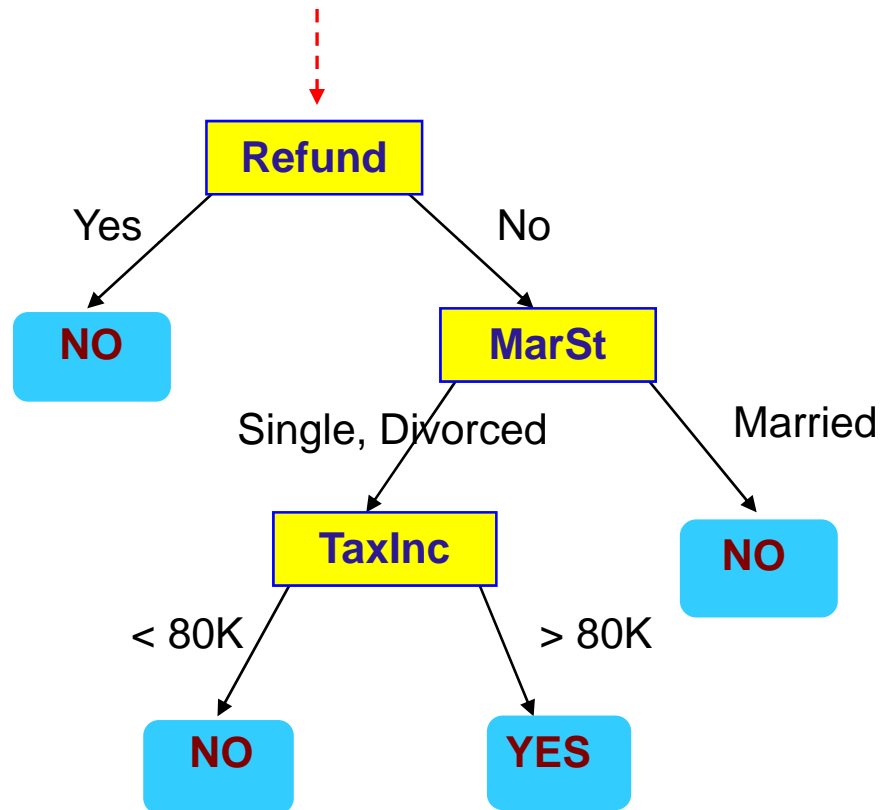 Refund
Yes
No
NO
MarSt
Single, Divorced
Married
TaxInc
NO
< 80K
> 80K
NO
YES